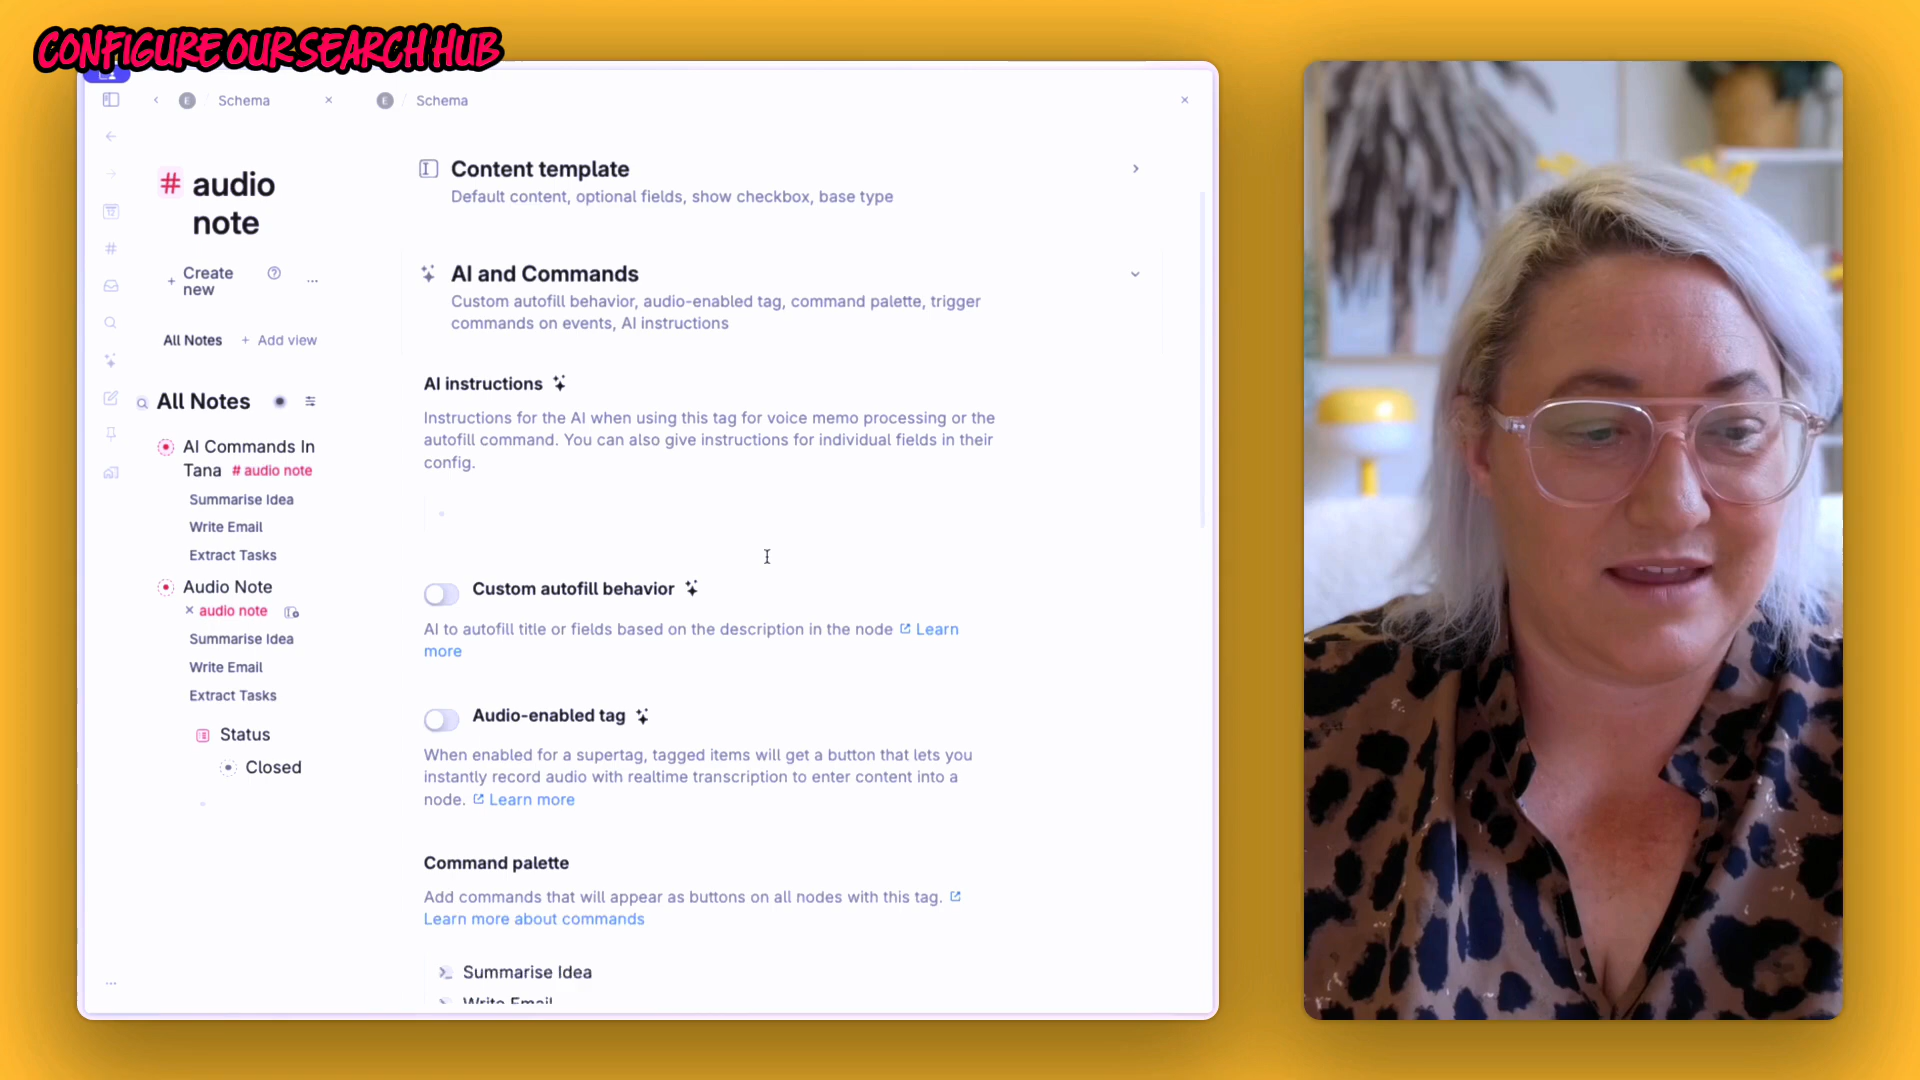 CONFIGURE OUR SEARCH HUB
E / Schema
E / Schema
# audio
note
+ Create
new
All Notes + Add view
All Notes
AI Commands In
Tana # audio note
Summarise Idea
Write Email
Extract Tasks
Audio Note
× audio note
Summarise Idea
Write Email
Extract Tasks
Status
Closed
Content template
Default content, optional fields, show checkbox, base type
AI and Commands
Custom autofill behavior, audio-enabled tag, command palette, trigger
commands on events, AI instructions
AI instructions
Instructions for the AI when using this tag for voice memo processing or the
autofill command. You can also give instructions for individual fields in their
config.
Custom autofill behavior
AI to autofill title or fields based on the description in the node Learn
more
Audio-enabled tag
When enabled for a supertag, tagged items will get a button that lets you
instantly record audio with realtime transcription to enter content into a
node. Learn more
Command palette
Add commands that will appear as buttons on all nodes with this tag.
Learn more about commands
Summarise Idea
Write Email